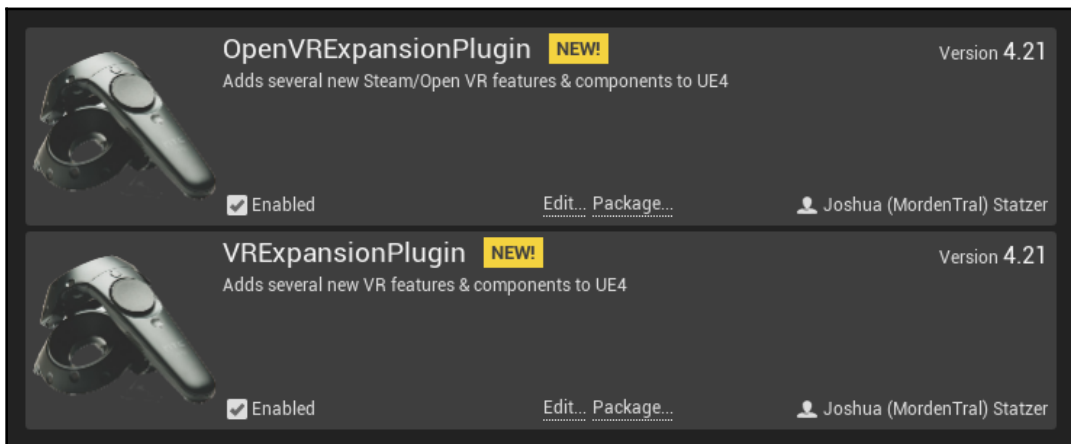 OpenVRExpansionPlugin NEW! Version 4.21
Adds several new Steam/Open VR features & components to UE4
Enabled Edit... Package... Joshua (MordenTral) Statzer
VRExpansionPlugin NEW! Version 4.21
Adds several new VR features & components to UE4
Enabled Edit... Package... Joshua (MordenTral) Statzer